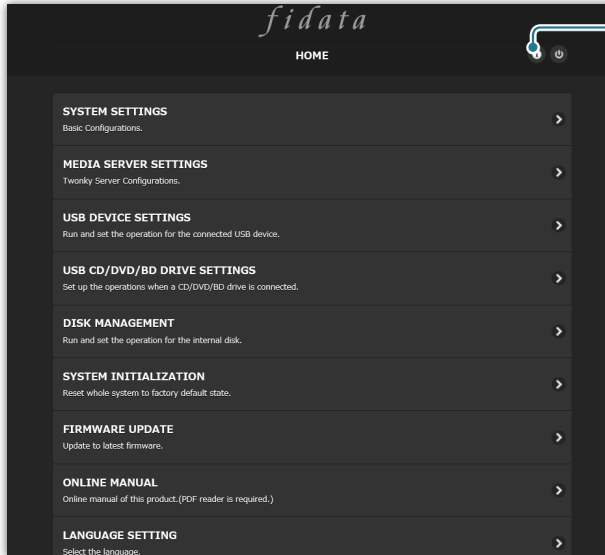 fidata
HOME
SYSTEM SETTINGS
Basic Configurations.
MEDIA SERVER SETTINGS
Twonky Server Configurations.
USB DEVICE SETTINGS
Run and set the operation for the connected USB device.
USB CD/DVD/BD DRIVE SETTINGS
Set up the operations when a CD/DVD/BD drive is connected.
DISK MANAGEMENT
Run and set the operation for the internal disk.
SYSTEM INITIALIZATION
Reset whole system to factory default state.
FIRMWARE UPDATE
Update to latest firmware.
ONLINE MANUAL
Online manual of this product.(PDF reader is required.)
LANGUAGE SETTING
Select the language.